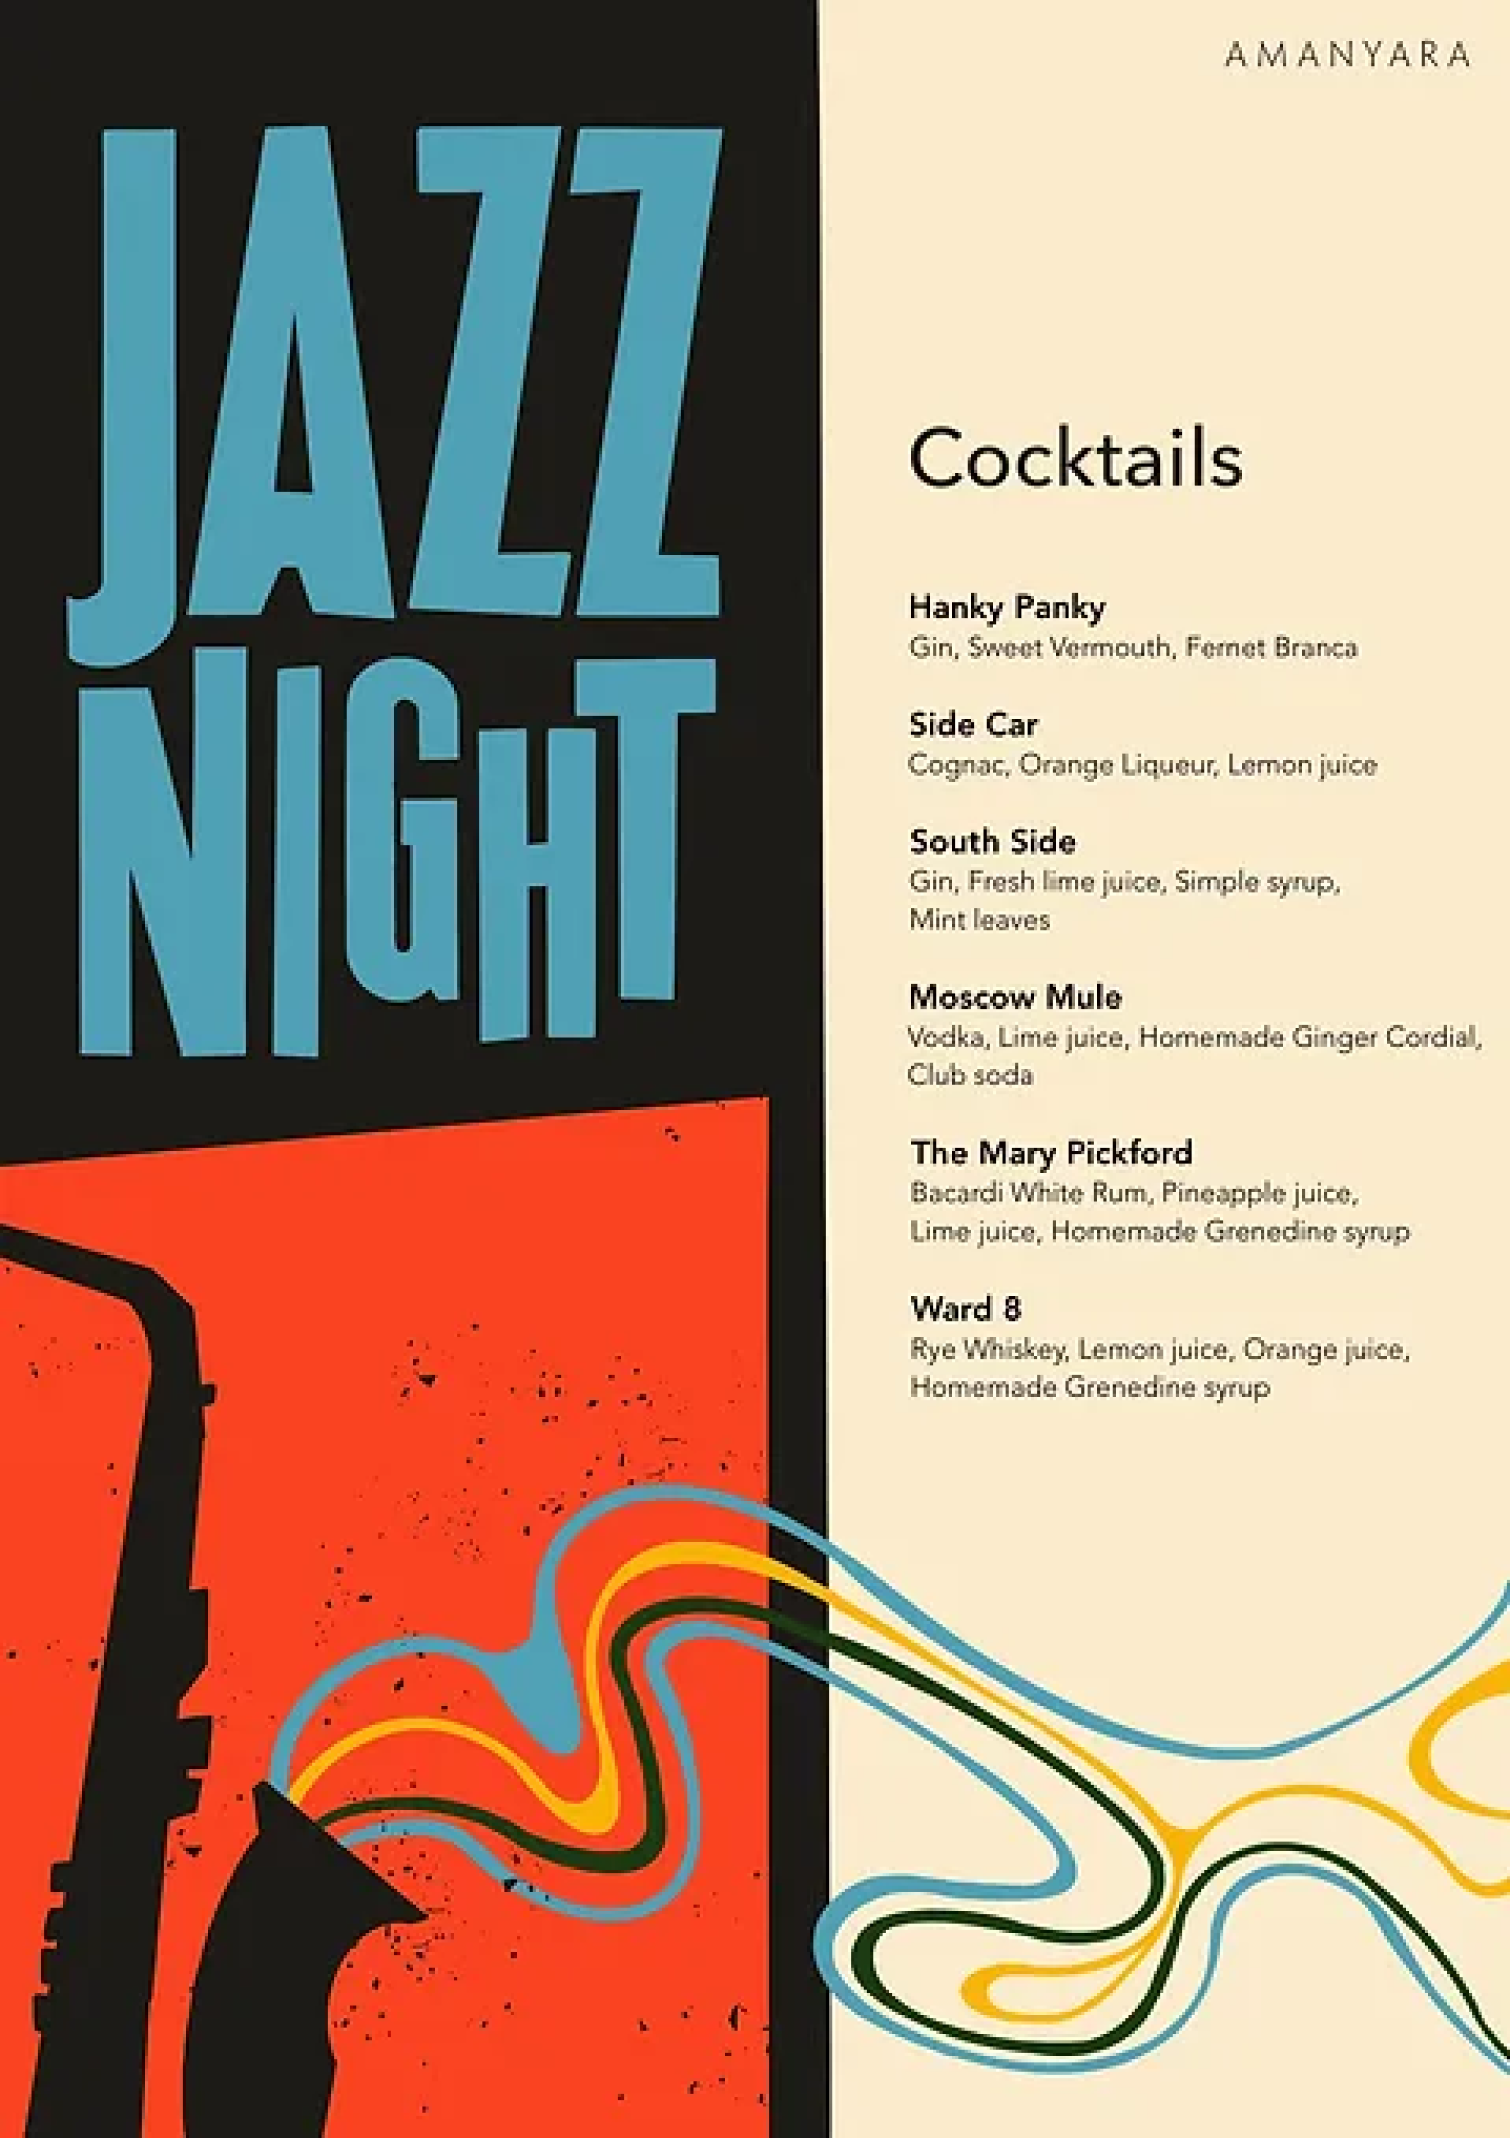 AMANYARA
JAZZ
NIGHT
Cocktails
Hanky Panky
Gin, Sweet Vermouth, Fernet Branca
Side Car
Cognac, Orange Liqueur, Lemon juice
South Side
Gin, Fresh lime juice, Simple syrup,
Mint leaves
Moscow Mule
Vodka, Lime juice, Homemade Ginger Cordial,
Club soda
The Mary Pickford
Bacardi White Rum, Pineapple juice,
Lime juice, Homemade Grenedine syrup
Ward 8
Rye Whiskey, Lemon juice, Orange juice,
Homemade Grenedine syrup